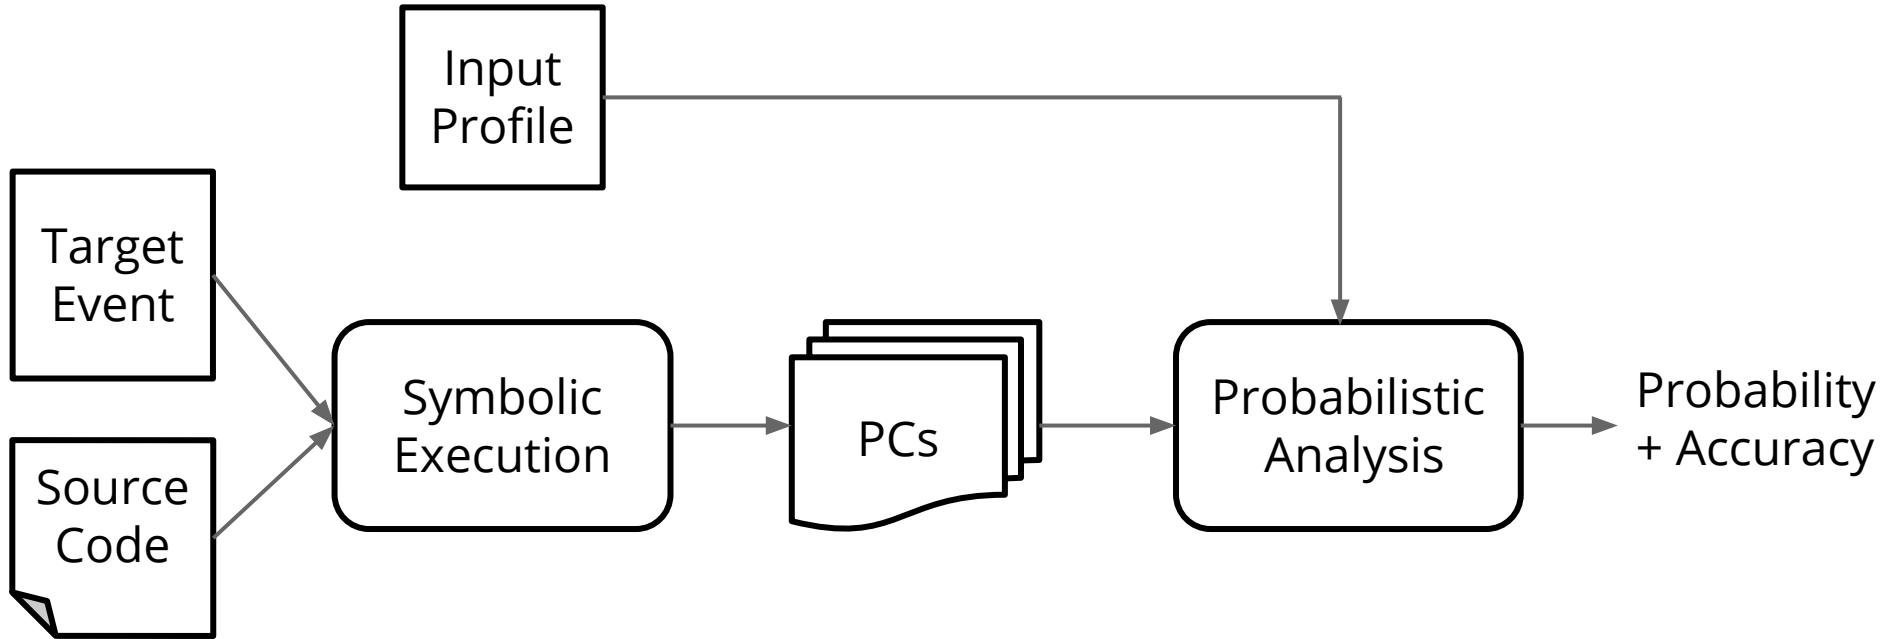 Input
Profile
Target
Event
Source
Code
Symbolic
Execution
PCs
Probabilistic
Analysis
Probability
+ Accuracy